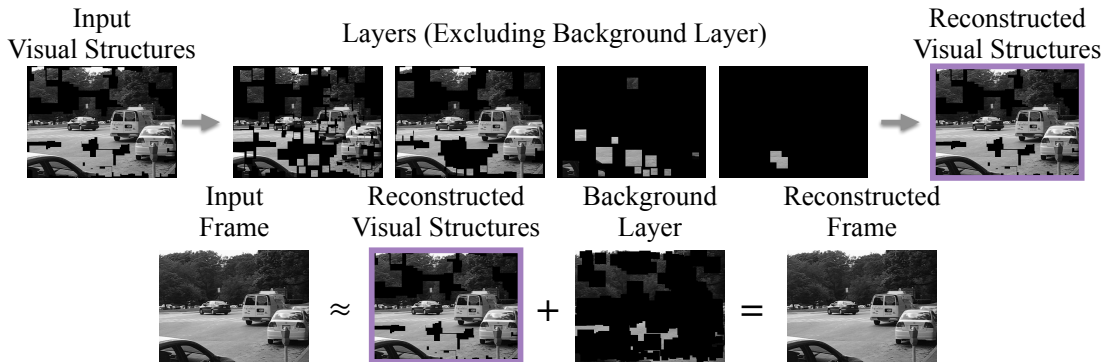 Input
Visual Structures
Layers (Excluding Background Layer)
Reconstructed
Visual Structures
Input
Frame
Reconstructed
Visual Structures
Background
Layer
Reconstructed
Frame
≈
+
=